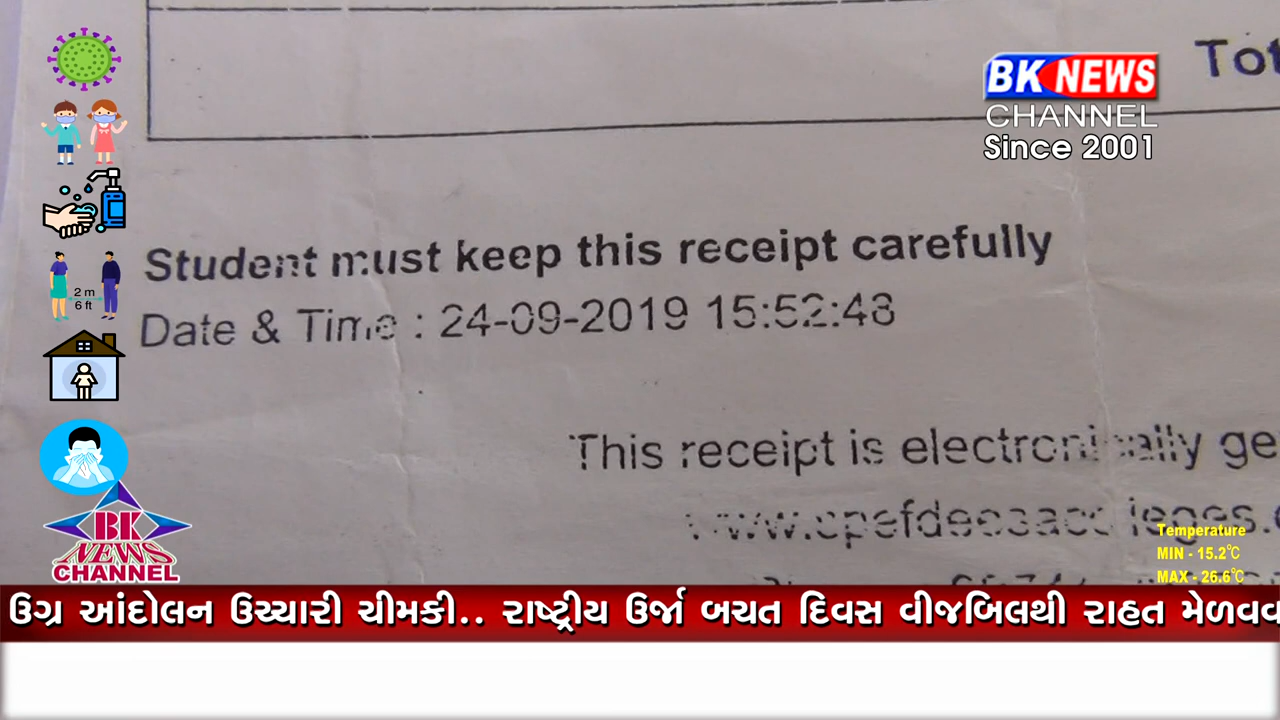 Tot
BK NEWS
CHANNEL
Since 2001
Student must keep this receipt carefully
Date & Time : 24-09-2019 15:52:48
2 m
6 ft
This receipt is electronically ge
Temperature
MIN - 15.2℃
MAX - 26.6℃
BK
NEWS
CHANNEL
ઉગ્ર આંદોલન ઉચ્ચારી ચીમકી.. રાષ્ટ્રીય ઉર્જા બચત દિવસ વીજબિલથી રાહત મેળવવ